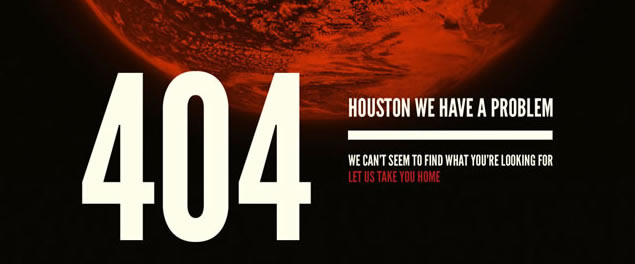 404
HOUSTON WE HAVE A PROBLEM
WE CAN'T SEEM TO FIND WHAT YOU'RE LOOKING FOR
LET US TAKE YOU HOME